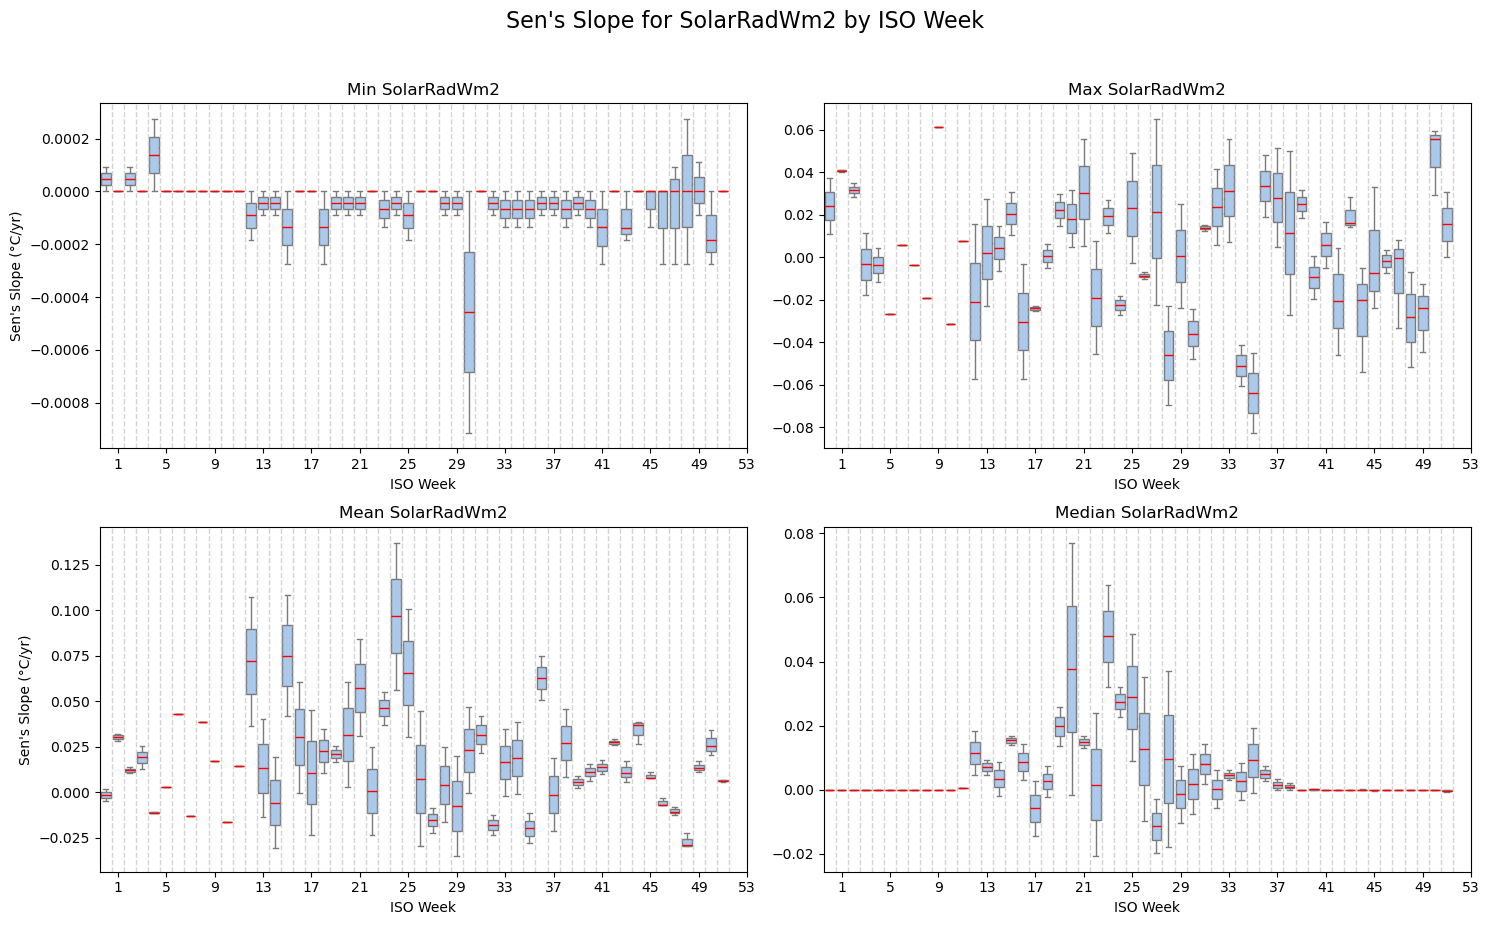 Sen's Slope for SolarRadWm2 by ISO Week
Min SolarRadWm2
Sen's Slope (°C/yr)
0.0002
0.0000
−0.0002
−0.0004
−0.0006
−0.0008
1 5 9 13 17 21 25 29 33 37 41 45 49 53
ISO Week
Max SolarRadWm2
0.06
0.04
0.02
0.00
−0.02
−0.04
−0.06
−0.08
1 5 9 13 17 21 25 29 33 37 41 45 49 53
ISO Week
Mean SolarRadWm2
Sen's Slope (°C/yr)
0.125
0.100
0.075
0.050
0.025
0.000
−0.025
1 5 9 13 17 21 25 29 33 37 41 45 49 53
ISO Week
Median SolarRadWm2
0.08
0.06
0.04
0.02
0.00
−0.02
1 5 9 13 17 21 25 29 33 37 41 45 49 53
ISO Week